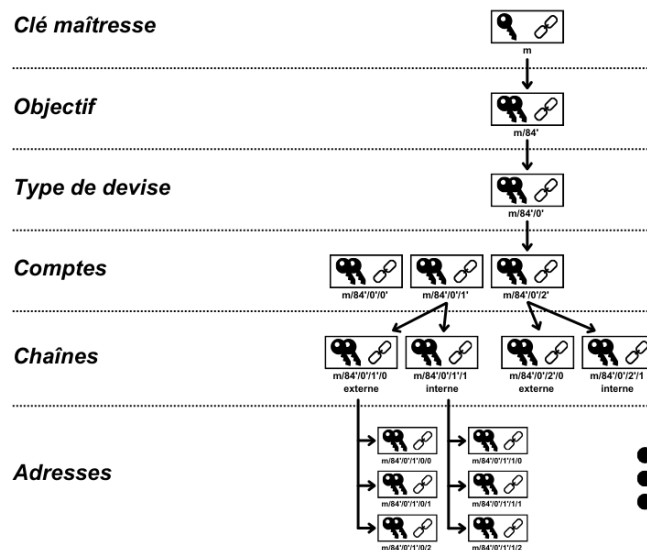 Clé maîtresse
m
Objectif
m/84'
Type de devise
m/84'/0'
Comptes
m/84'/0'/0' m/84'/0'/1' m/84'/0'/2'
Chaînes
m/84'/0'/1'/0 m/84'/0'/1'/1 m/84'/0'/2'/0 m/84'/0'/2'/1
externe interne externe interne
Adresses
m/84'/0'/1'/0/0 m/84'/0'/1'/1/0
m/84'/0'/1'/0/1 m/84'/0'/1'/1/1
m/84'/0'/1'/0/2 m/84'/0'/1'/1/2